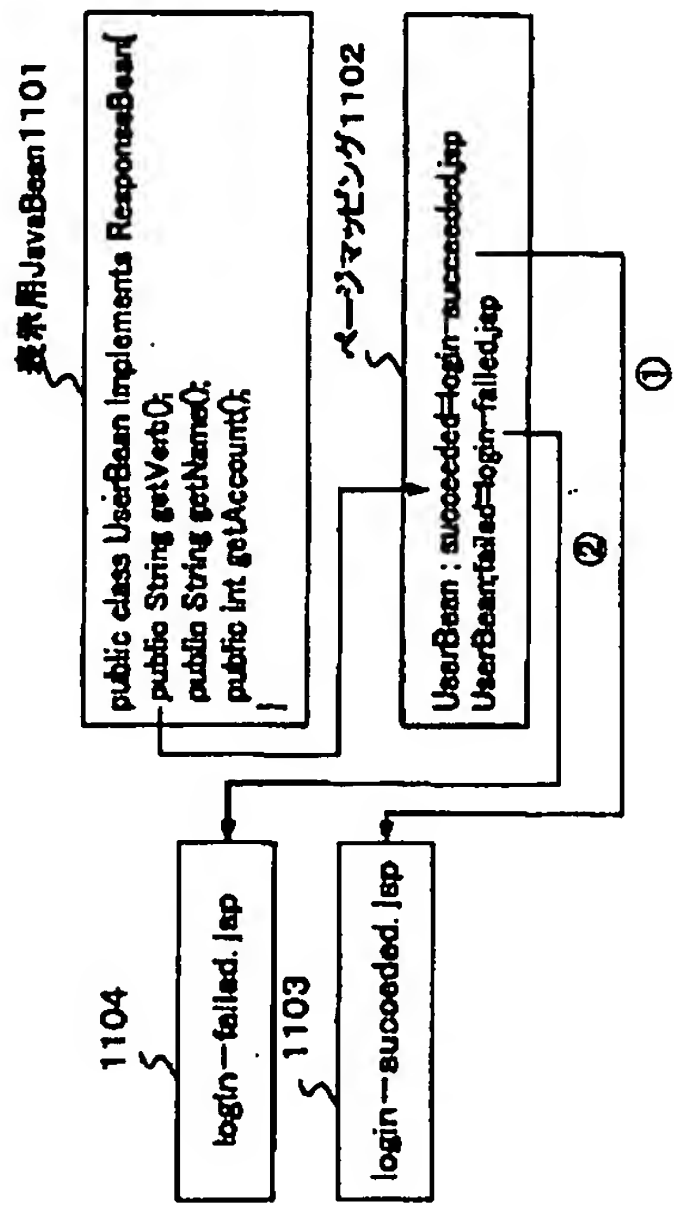 表示用JavaBean1101
public class UserBean implements ResponseBean{
public String getVerb();
public String getName();
public int getAccount();
}
ページマッピング1102
UserBean:succeeded=login-succeeded.jsp
UserBean;failed=login-failed.jsp
①
②
1104
login-failed.jsp
1103
login-succeeded.jsp